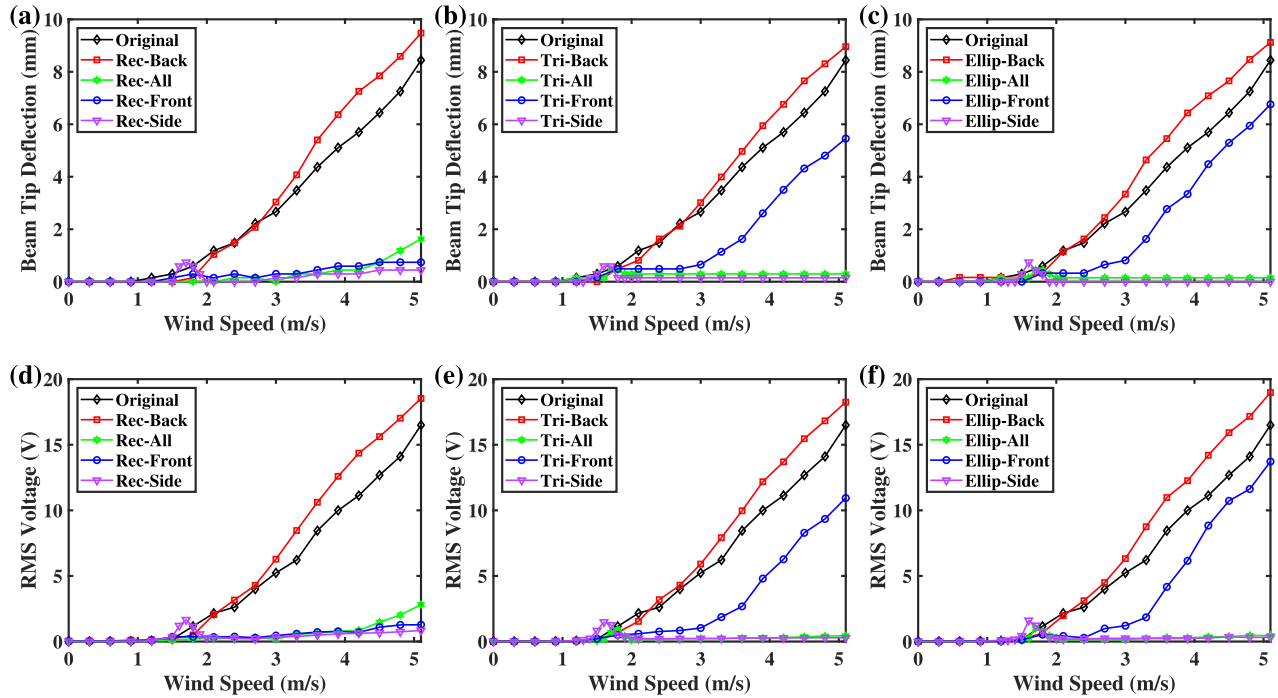 (a)
Beam Tip Deflection (mm)
10
8
6
4
2
0
Original
Rec-Back
Rec-All
Rec-Front
Rec-Side
0 1 2 3 4 5
Wind Speed (m/s)
(b)
Beam Tip Deflection (mm)
10
8
6
4
2
0
Original
Tri-Back
Tri-All
Tri-Front
Tri-Side
0 1 2 3 4 5
Wind Speed (m/s)
(c)
Beam Tip Deflection (mm)
10
8
6
4
2
0
Original
Ellip-Back
Ellip-All
Ellip-Front
Ellip-Side
0 1 2 3 4 5
Wind Speed (m/s)
(d)
RMS Voltage (V)
20
15
10
5
0
Original
Rec-Back
Rec-All
Rec-Front
Rec-Side
0 1 2 3 4 5
Wind Speed (m/s)
(e)
RMS Voltage (V)
20
15
10
5
0
Original
Tri-Back
Tri-All
Tri-Front
Tri-Side
0 1 2 3 4 5
Wind Speed (m/s)
(f)
RMS Voltage (V)
20
15
10
5
0
Original
Ellip-Back
Ellip-All
Ellip-Front
Ellip-Side
0 1 2 3 4 5
Wind Speed (m/s)